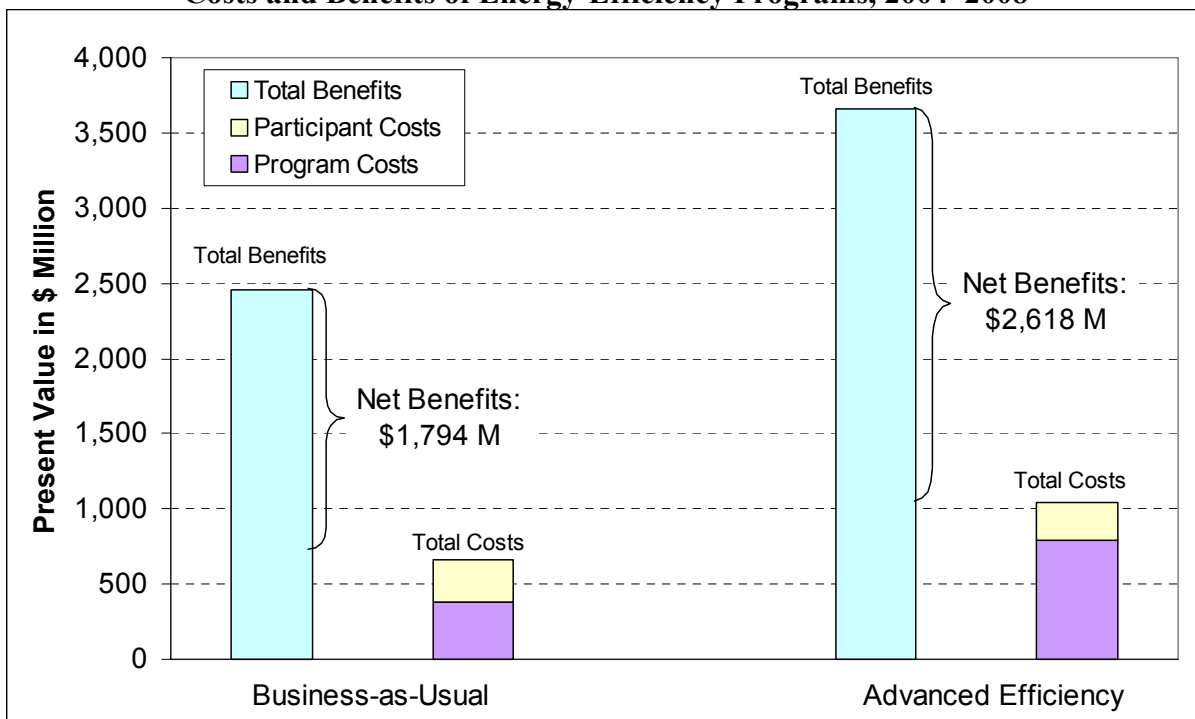 Costs and Benefits of Energy Efficiency Programs, 2004–2008
4,000
3,500
3,000
2,500
2,000
1,500
1,000
500
0
Present Value in $ Million
Total Benefits
Participant Costs
Program Costs
Total Benefits
Net Benefits:
$1,794 M
Total Costs
Total Benefits
Net Benefits:
$2,618 M
Total Costs
Business-as-Usual
Advanced Efficiency